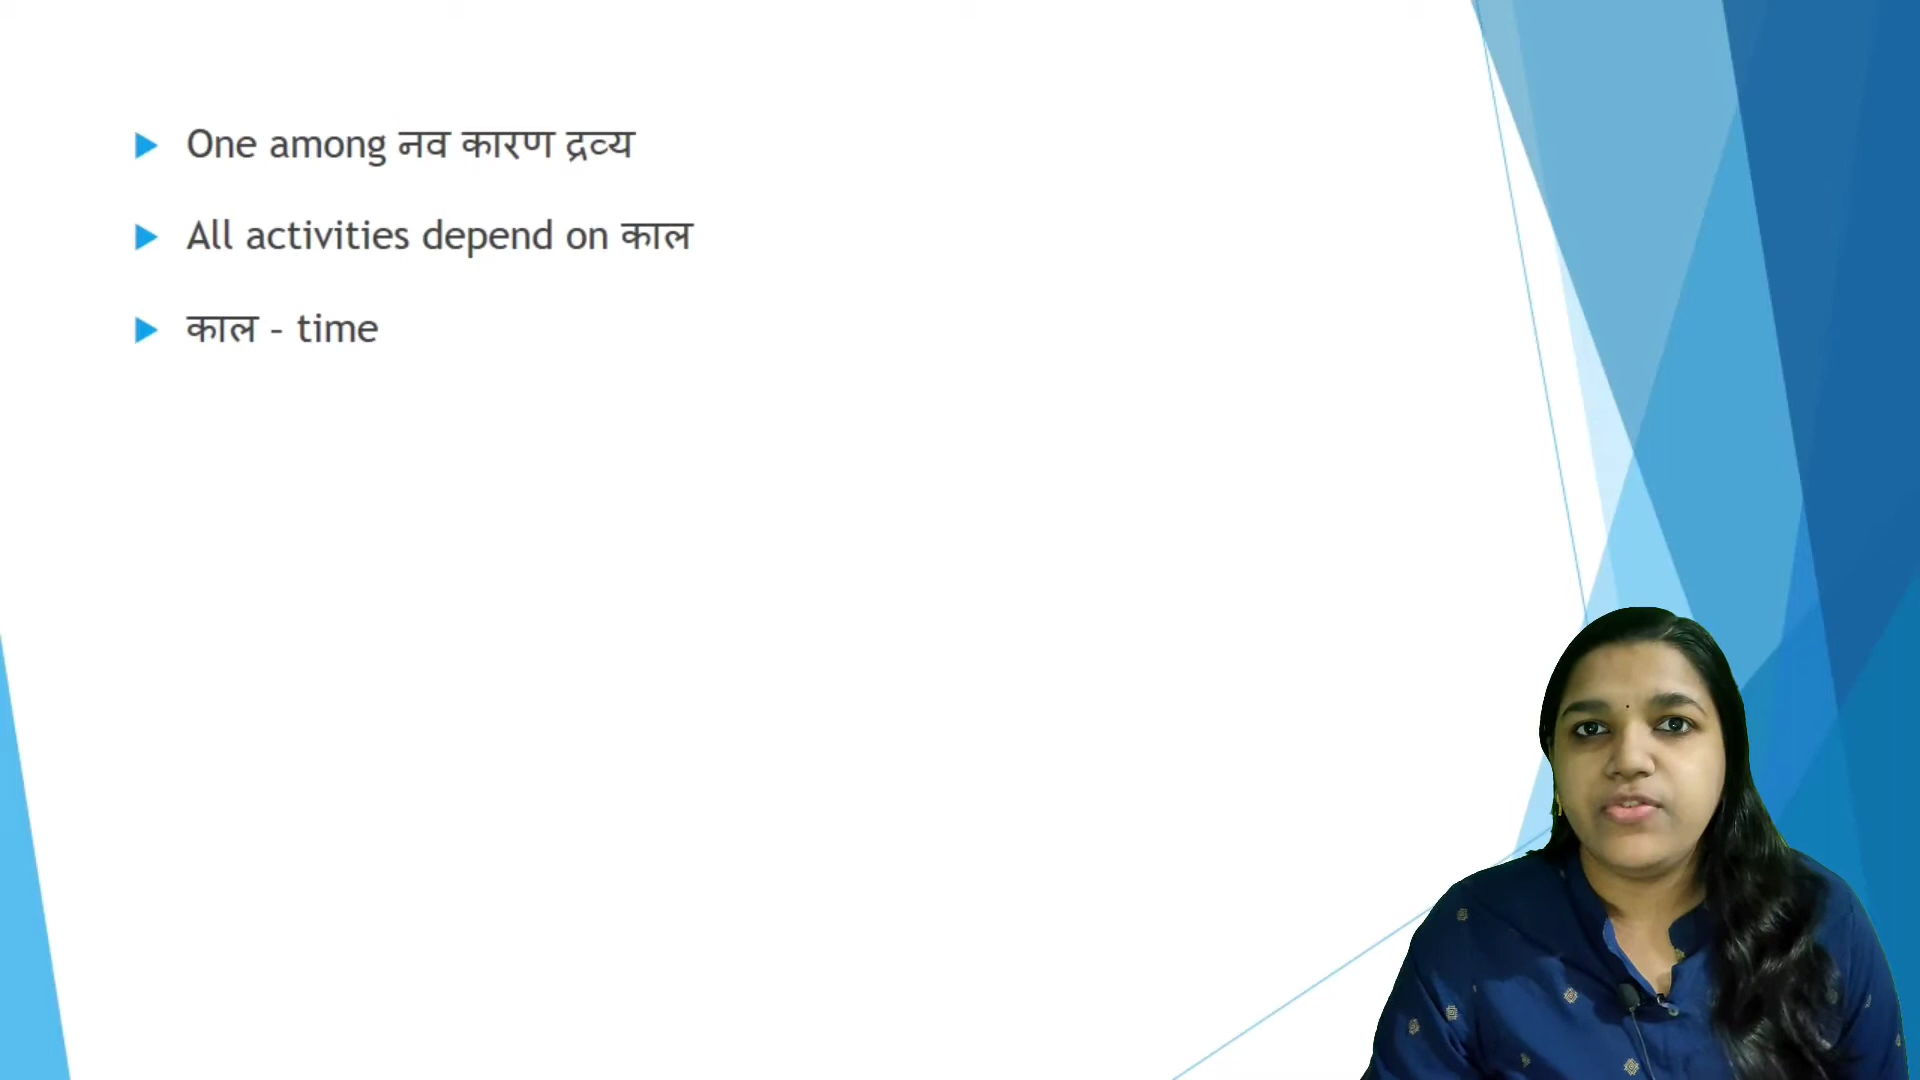 One among नव कारण द्रव्य
All activities depend on काल
काल – time